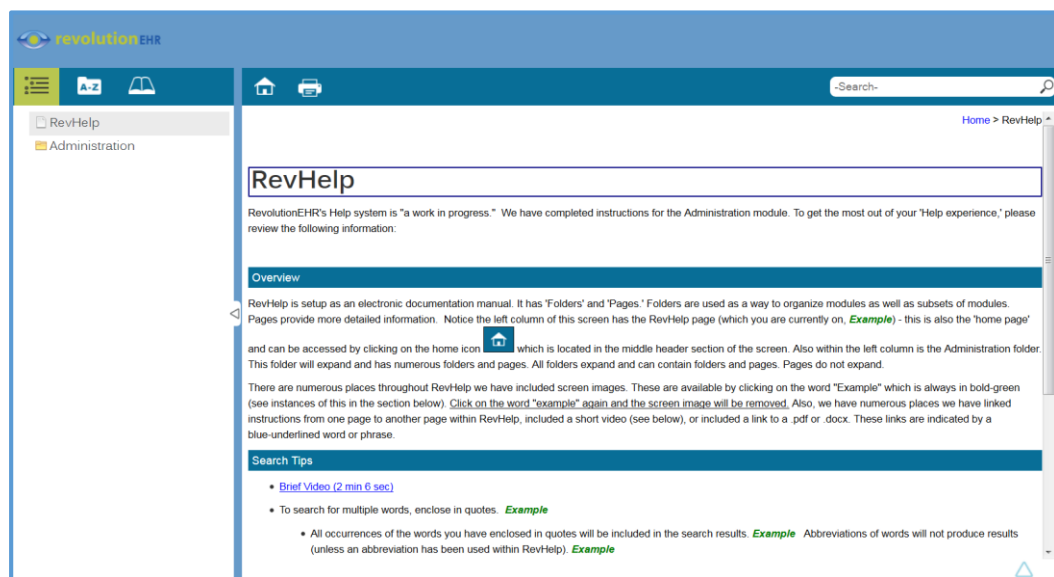 revolutionEHR
A-Z
-Search-
RevHelp
Administration
Home > RevHelp
RevHelp
RevolutionEHR's Help system is "a work in progress."  We have completed instructions for the Administration module. To get the most out of your 'Help experience,' please
review the following information:
Overview
RevHelp is setup as an electronic documentation manual. It has 'Folders' and 'Pages.' Folders are used as a way to organize modules as well as subsets of modules.
Pages provide more detailed information.  Notice the left column of this screen has the RevHelp page (which you are currently on, Example) - this is also the 'home page'
and can be accessed by clicking on the home icon which is located in the middle header section of the screen. Also within the left column is the Administration folder.
This folder will expand and has numerous folders and pages. All folders expand and can contain folders and pages. Pages do not expand.
There are numerous places throughout RevHelp we have included screen images. These are available by clicking on the word "Example" which is always in bold-green
(see instances of this in the section below). Click on the word "example" again and the screen image will be removed. Also, we have numerous places we have linked
instructions from one page to another page within RevHelp, included a short video (see below), or included a link to a .pdf or .docx. These links are indicated by a
blue-underlined word or phrase.
Search Tips
• Brief Video (2 min 6 sec)
• To search for multiple words, enclose in quotes.  Example
• All occurrences of the words you have enclosed in quotes will be included in the search results.  Example   Abbreviations of words will not produce results
(unless an abbreviation has been used within RevHelp). Example